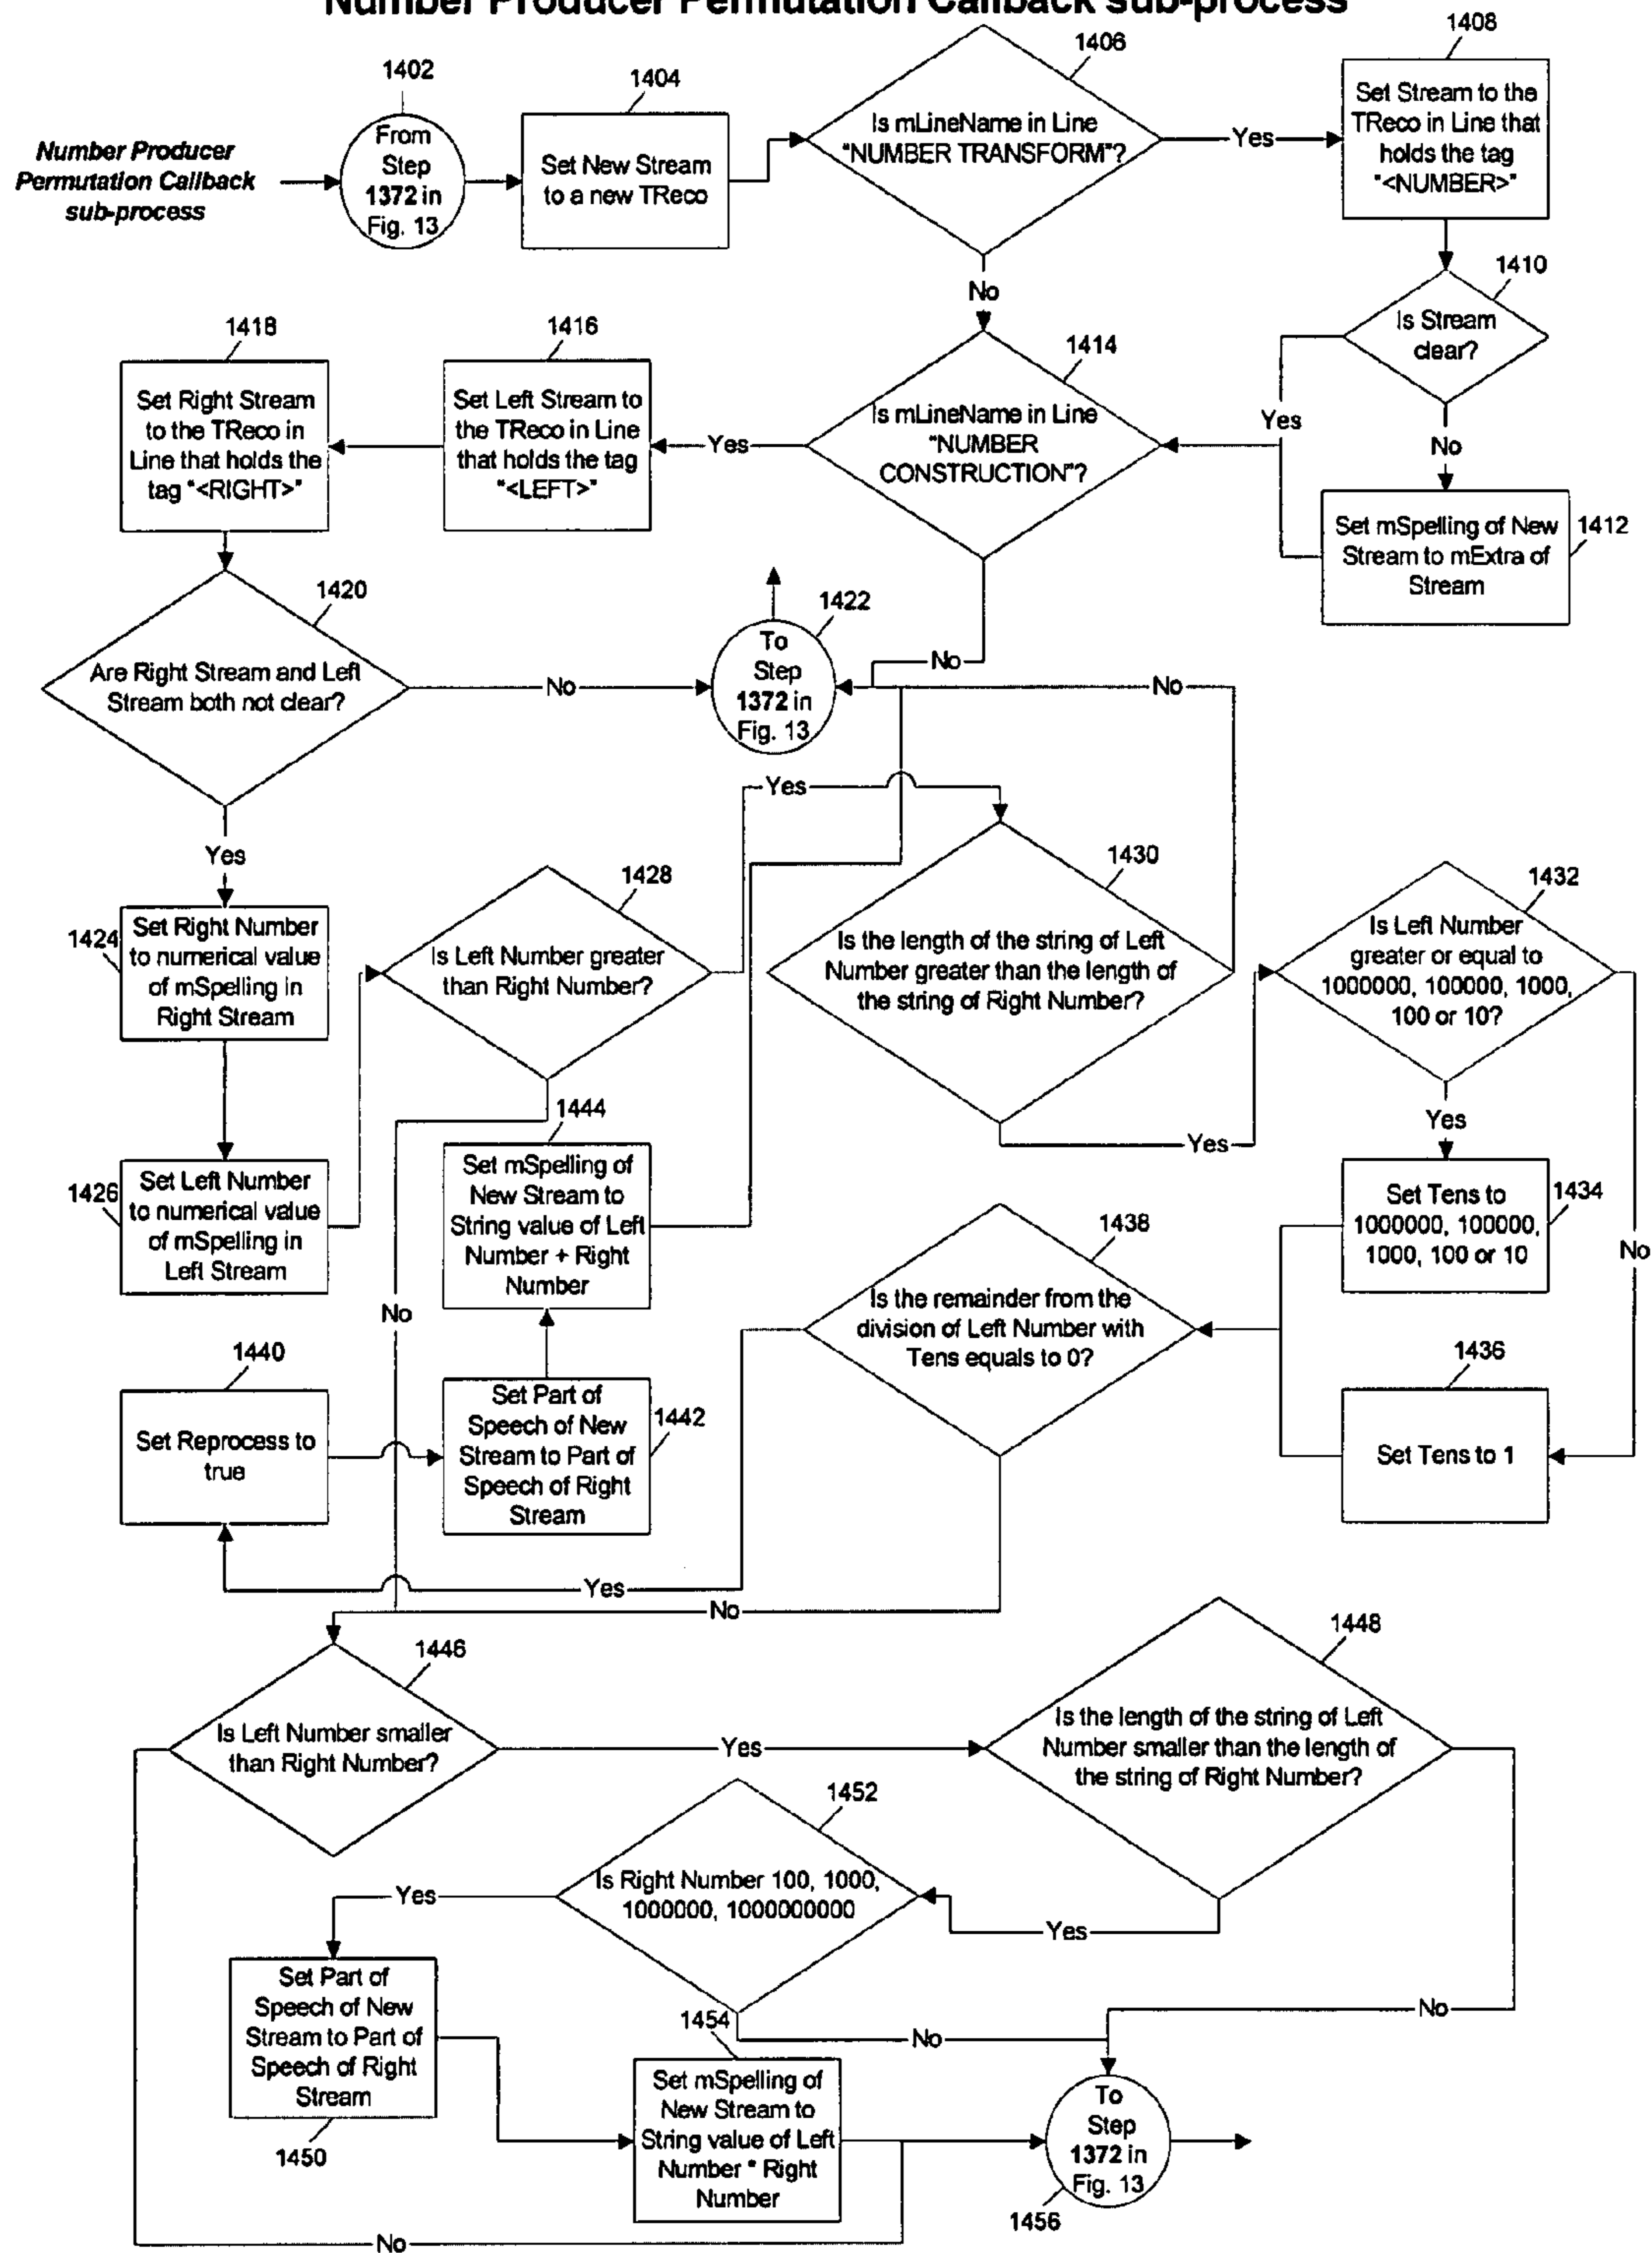 Number Producer Permutation Callback sub-process
1402
1404
1406
1408
Number Producer
Permutation Callback
sub-process
From
Step
1372 in
Fig. 13
Set New Stream
to a new TReco
Is mLineName in Line
"NUMBER TRANSFORM"?
Yes
Set Stream to the
TReco in Line that
holds the tag
"<NUMBER>"
No
1410
Is Stream
clear?
Yes
No
1412
Set mSpelling of New
Stream to mExtra of
Stream
1414
Is mLineName in Line
"NUMBER
CONSTRUCTION"?
Yes
No
1416
Set Left Stream to
the TReco in Line
that holds the tag
"<LEFT>"
1418
Set Right Stream
to the TReco in
Line that holds the
tag "<RIGHT>"
1420
Are Right Stream and Left
Stream both not clear?
No
1422
To
Step
1372 in
Fig. 13
No
Yes
1424
Set Right Number
to numerical value
of mSpelling in
Right Stream
1426
Set Left Number
to numerical value
of mSpelling in
Left Stream
1428
Is Left Number greater
than Right Number?
Yes
No
1430
Is the length of the string of Left
Number greater than the length of
the string of Right Number?
Yes
1432
Is Left Number
greater or equal to
1000000, 100000, 1000,
100 or 10?
Yes
No
1434
Set Tens to
1000000, 100000,
1000, 100 or 10
1436
Set Tens to 1
1438
Is the remainder from the
division of Left Number with
Tens equals to 0?
Yes
No
1440
Set Reprocess to
true
1442
Set Part of
Speech of New
Stream to Part of
Speech of Right
Stream
1444
Set mSpelling of
New Stream to
String value of Left
Number + Right
Number
1446
Is Left Number smaller
than Right Number?
Yes
No
1448
Is the length of the string of Left
Number smaller than the length of
the string of Right Number?
Yes
No
1452
Is Right Number 100, 1000,
1000000, 1000000000
Yes
No
1450
Set Part of
Speech of New
Stream to Part of
Speech of Right
Stream
1454
Set mSpelling of
New Stream to
String value of Left
Number * Right
Number
1456
To
Step
1372 in
Fig. 13